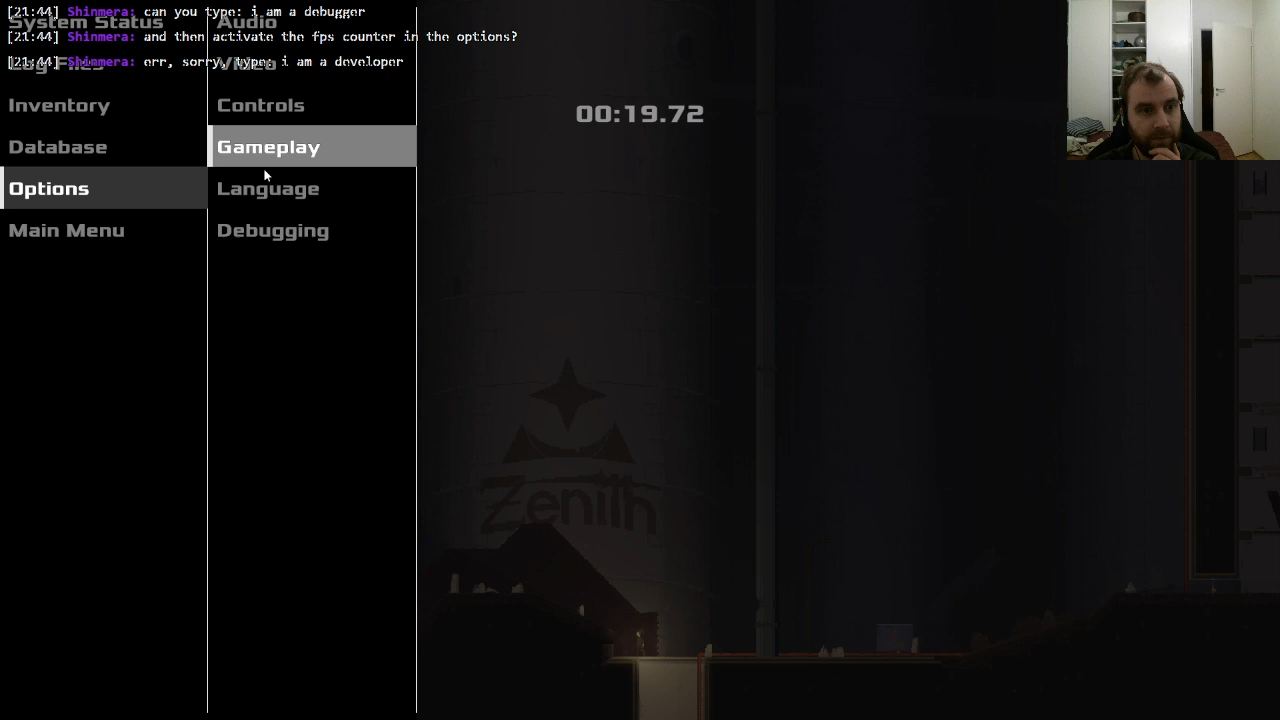 [21:44] Shinmera: can you type: i am a debugger
[21:44] Shinmera: and then activate the fps counter in the options?
[21:44] Shinmera: err, sorry, type: i am a developer
System Status
Log Files
Inventory
Database
Options
Main Menu
Audio
Video
Controls
Gameplay
Language
Debugging
00:19.72
Zenith